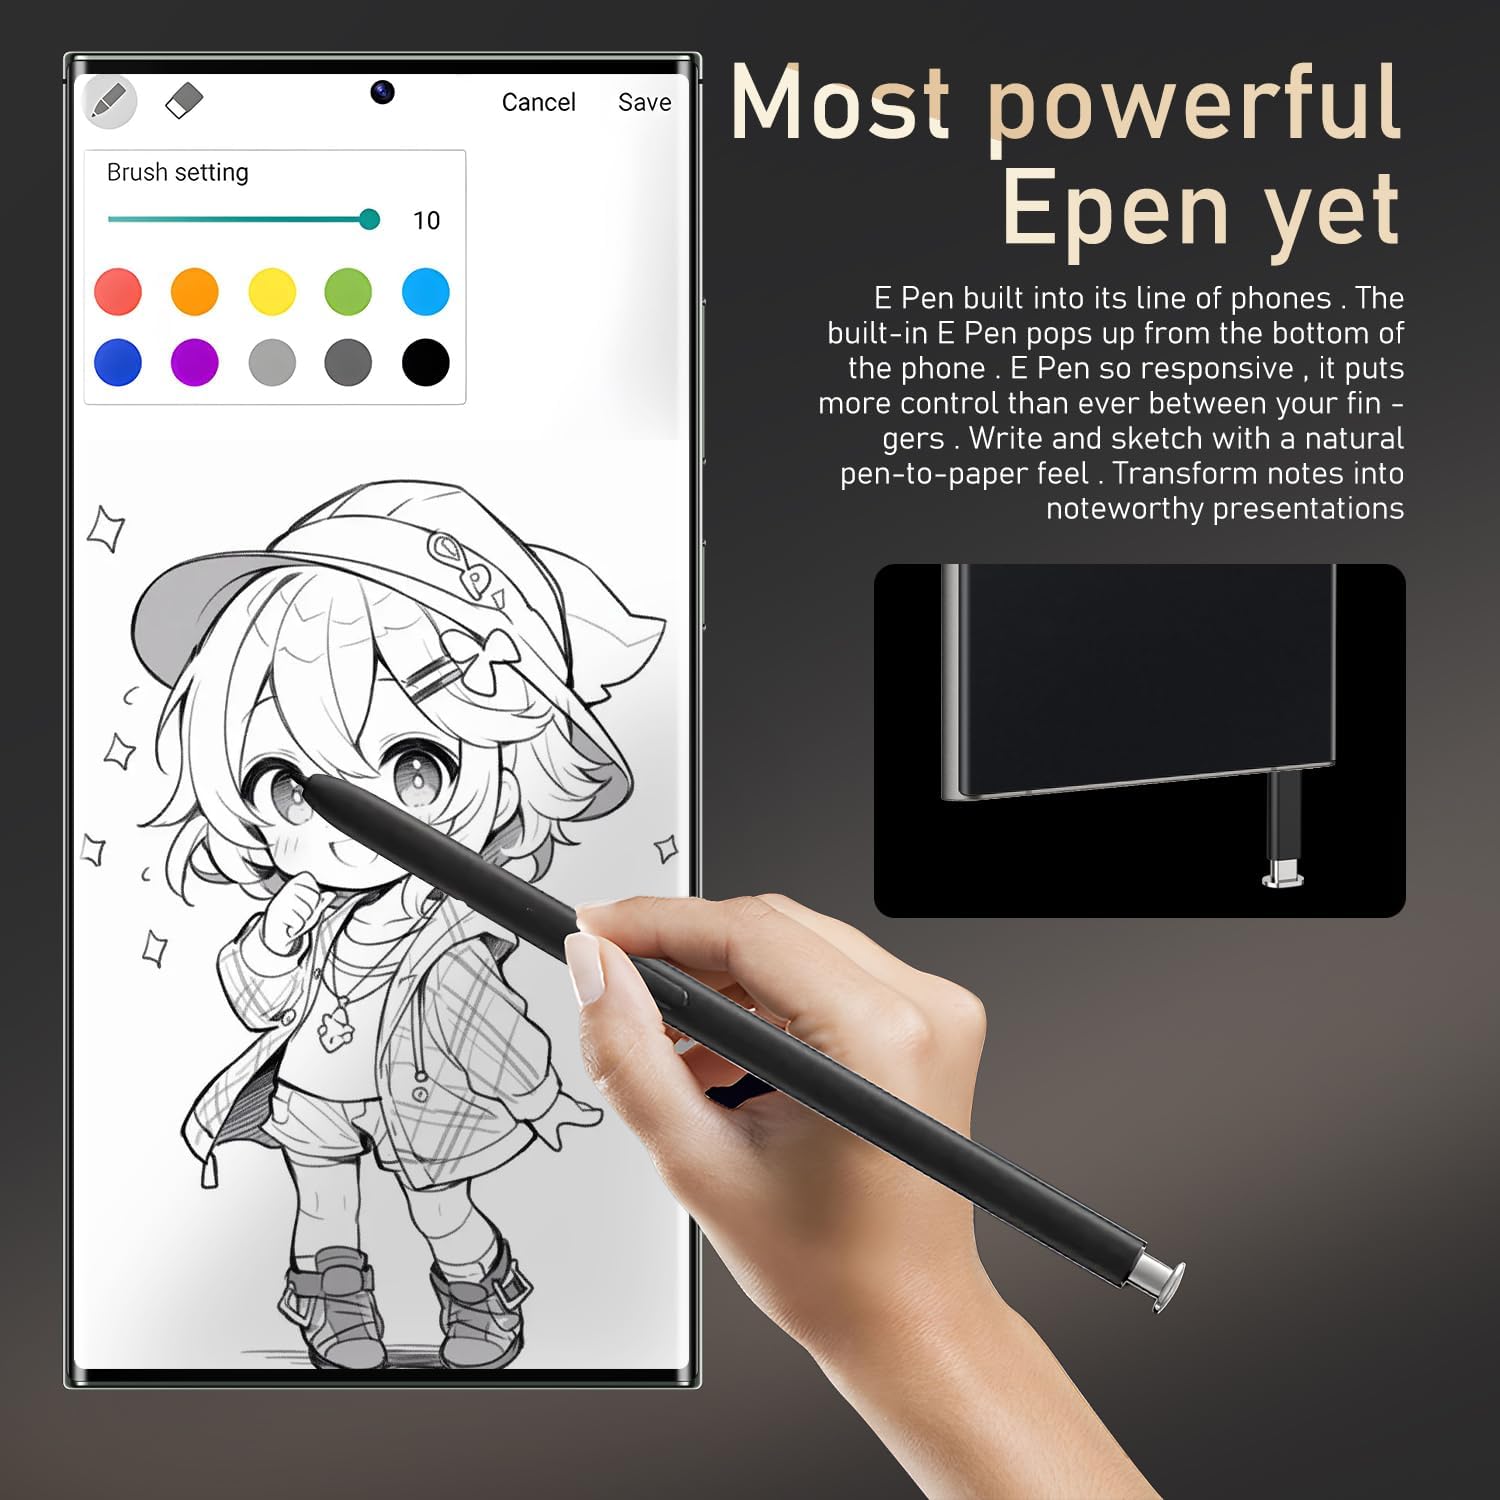 Cancel Save
Brush setting
10
Most powerful
Epen yet
E Pen built into its line of phones . The
built-in E Pen pops up from the bottom of
the phone . E Pen so responsive , it puts
more control than ever between your fin -
gers . Write and sketch with a natural
pen-to-paper feel . Transform notes into
noteworthy presentations